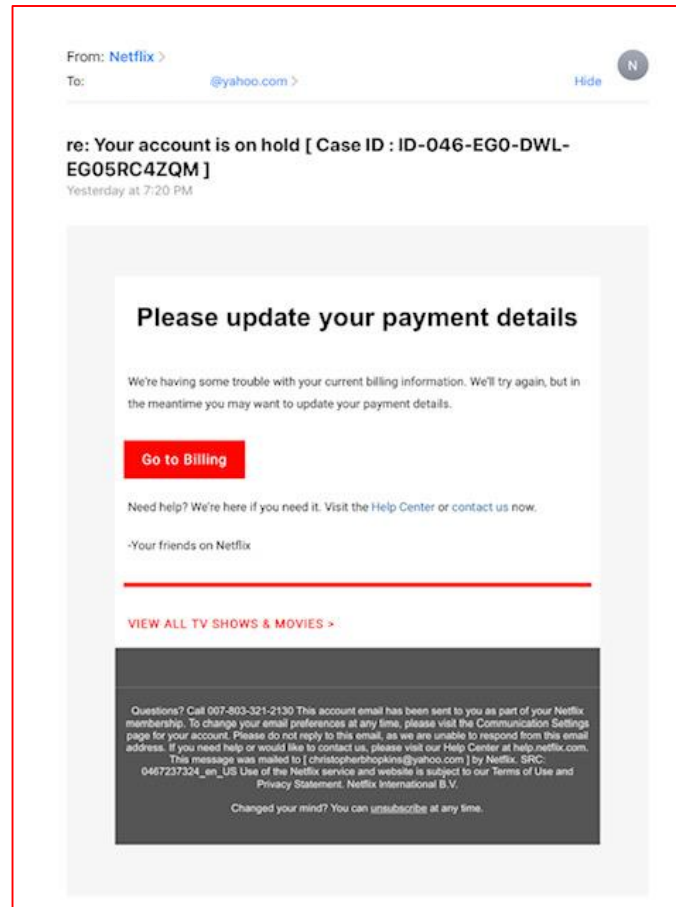 From: Netflix >
N
To: @yahoo.com >
Hide
re: Your account is on hold [ Case ID : ID-046-EG0-DWL-
EG05RC4ZQM ]
Yesterday at 7:20 PM
Please update your payment details
We're having some trouble with your current billing information. We'll try again, but in
the meantime you may want to update your payment details.
Go to Billing
Need help? We're here if you need it. Visit the Help Center or contact us now.
-Your friends on Netflix
VIEW ALL TV SHOWS & MOVIES >
Questions? Call 007-803-321-2130 This account email has been sent to you as part of your Netflix
membership. To change your email preferences at any time, please visit the Communication Settings
page for your account. Please do not reply to this email, as we are unable to respond from this email
address. If you need help or would like to contact us, please visit our Help Center at help.netflix.com.
This message was mailed to [ christopherbhopkins@yahoo.com ] by Netflix. SRC:
0467237324_en_US Use of the Netflix service and website is subject to our Terms of Use and
Privacy Statement. Netflix International B.V.
Changed your mind? You can unsubscribe at any time.